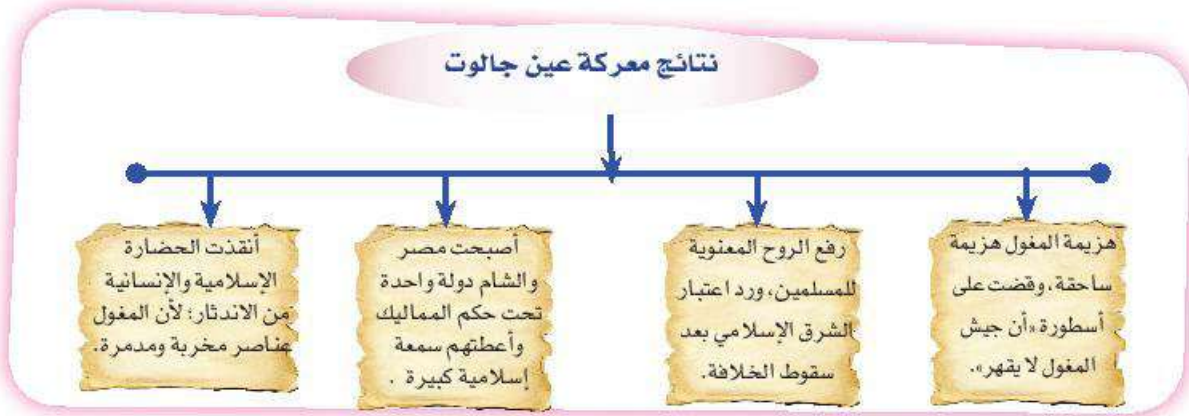 نتائج معركة عين جالوت
هزيمة المغول هزيمة
ساحقة، وقضت على
أسطورة «أن جيش
المغول لا يقهر».
رفع الروح المعنوية
للمسلمين، ورد اعتبار
الشرق الإسلامي بعد
سقوط الخلافة.
أصبحت مصر
والشام دولة واحدة
تحت حكم المماليك
وأعطتهم سمعة
إسلامية كبيرة .
أنقذت الحضارة
الإسلامية والإنسانية
من الاندثار؛ لأن المغول
عناصر مخربة ومدمرة.